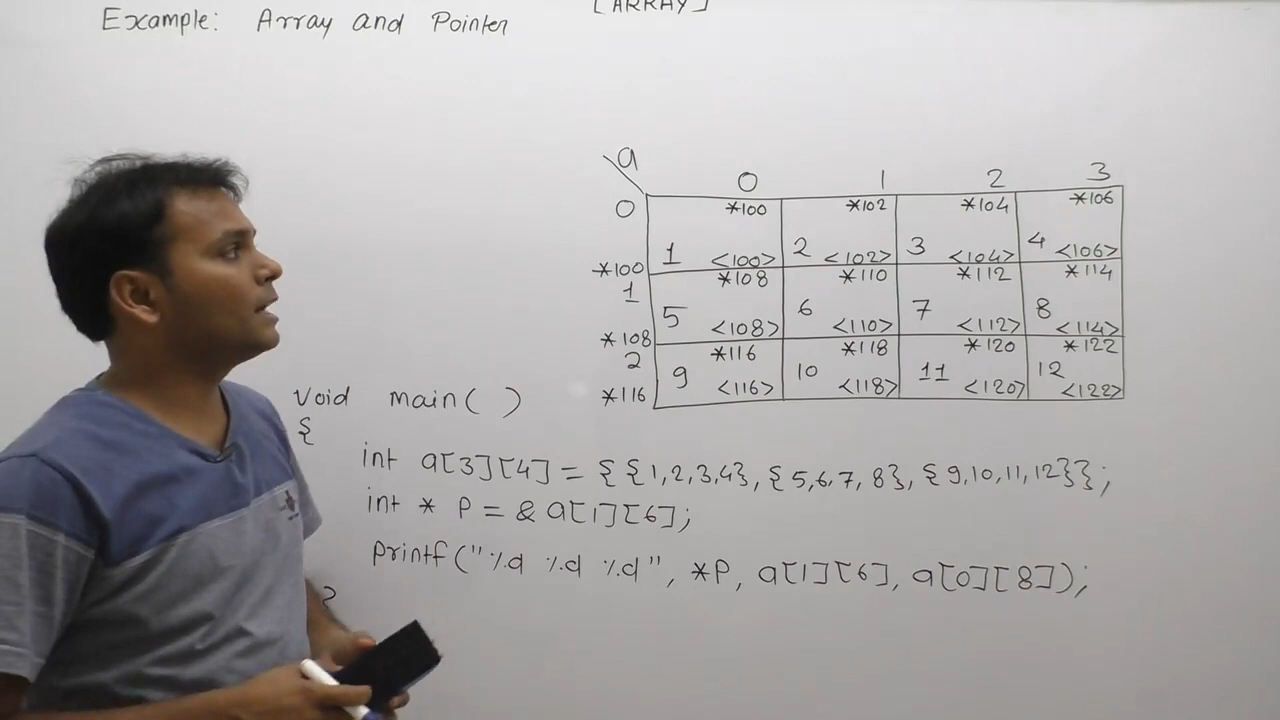 [ARRAY]
Example: Array and Pointer
a
0 1 2 3
0 *100 *102 *104 *106
1 <100> 2 <102> 3 <104> 4 <106>
*100 *108 *110 *112 *114
1
5 <108> 6 <110> 7 <112> 8 <114>
*108 *116 *118 *120 *122
2
9 <116> 10 <118> 11 <120> 12 <122>
*116
void main( )
{
int a[3][4] = { {1,2,3,4}, {5,6,7, 8}, {9,10,11,12}};
int * P = & a[1][6];
Printf("%d %d %d", *P, a[1][6], a[0][8]);